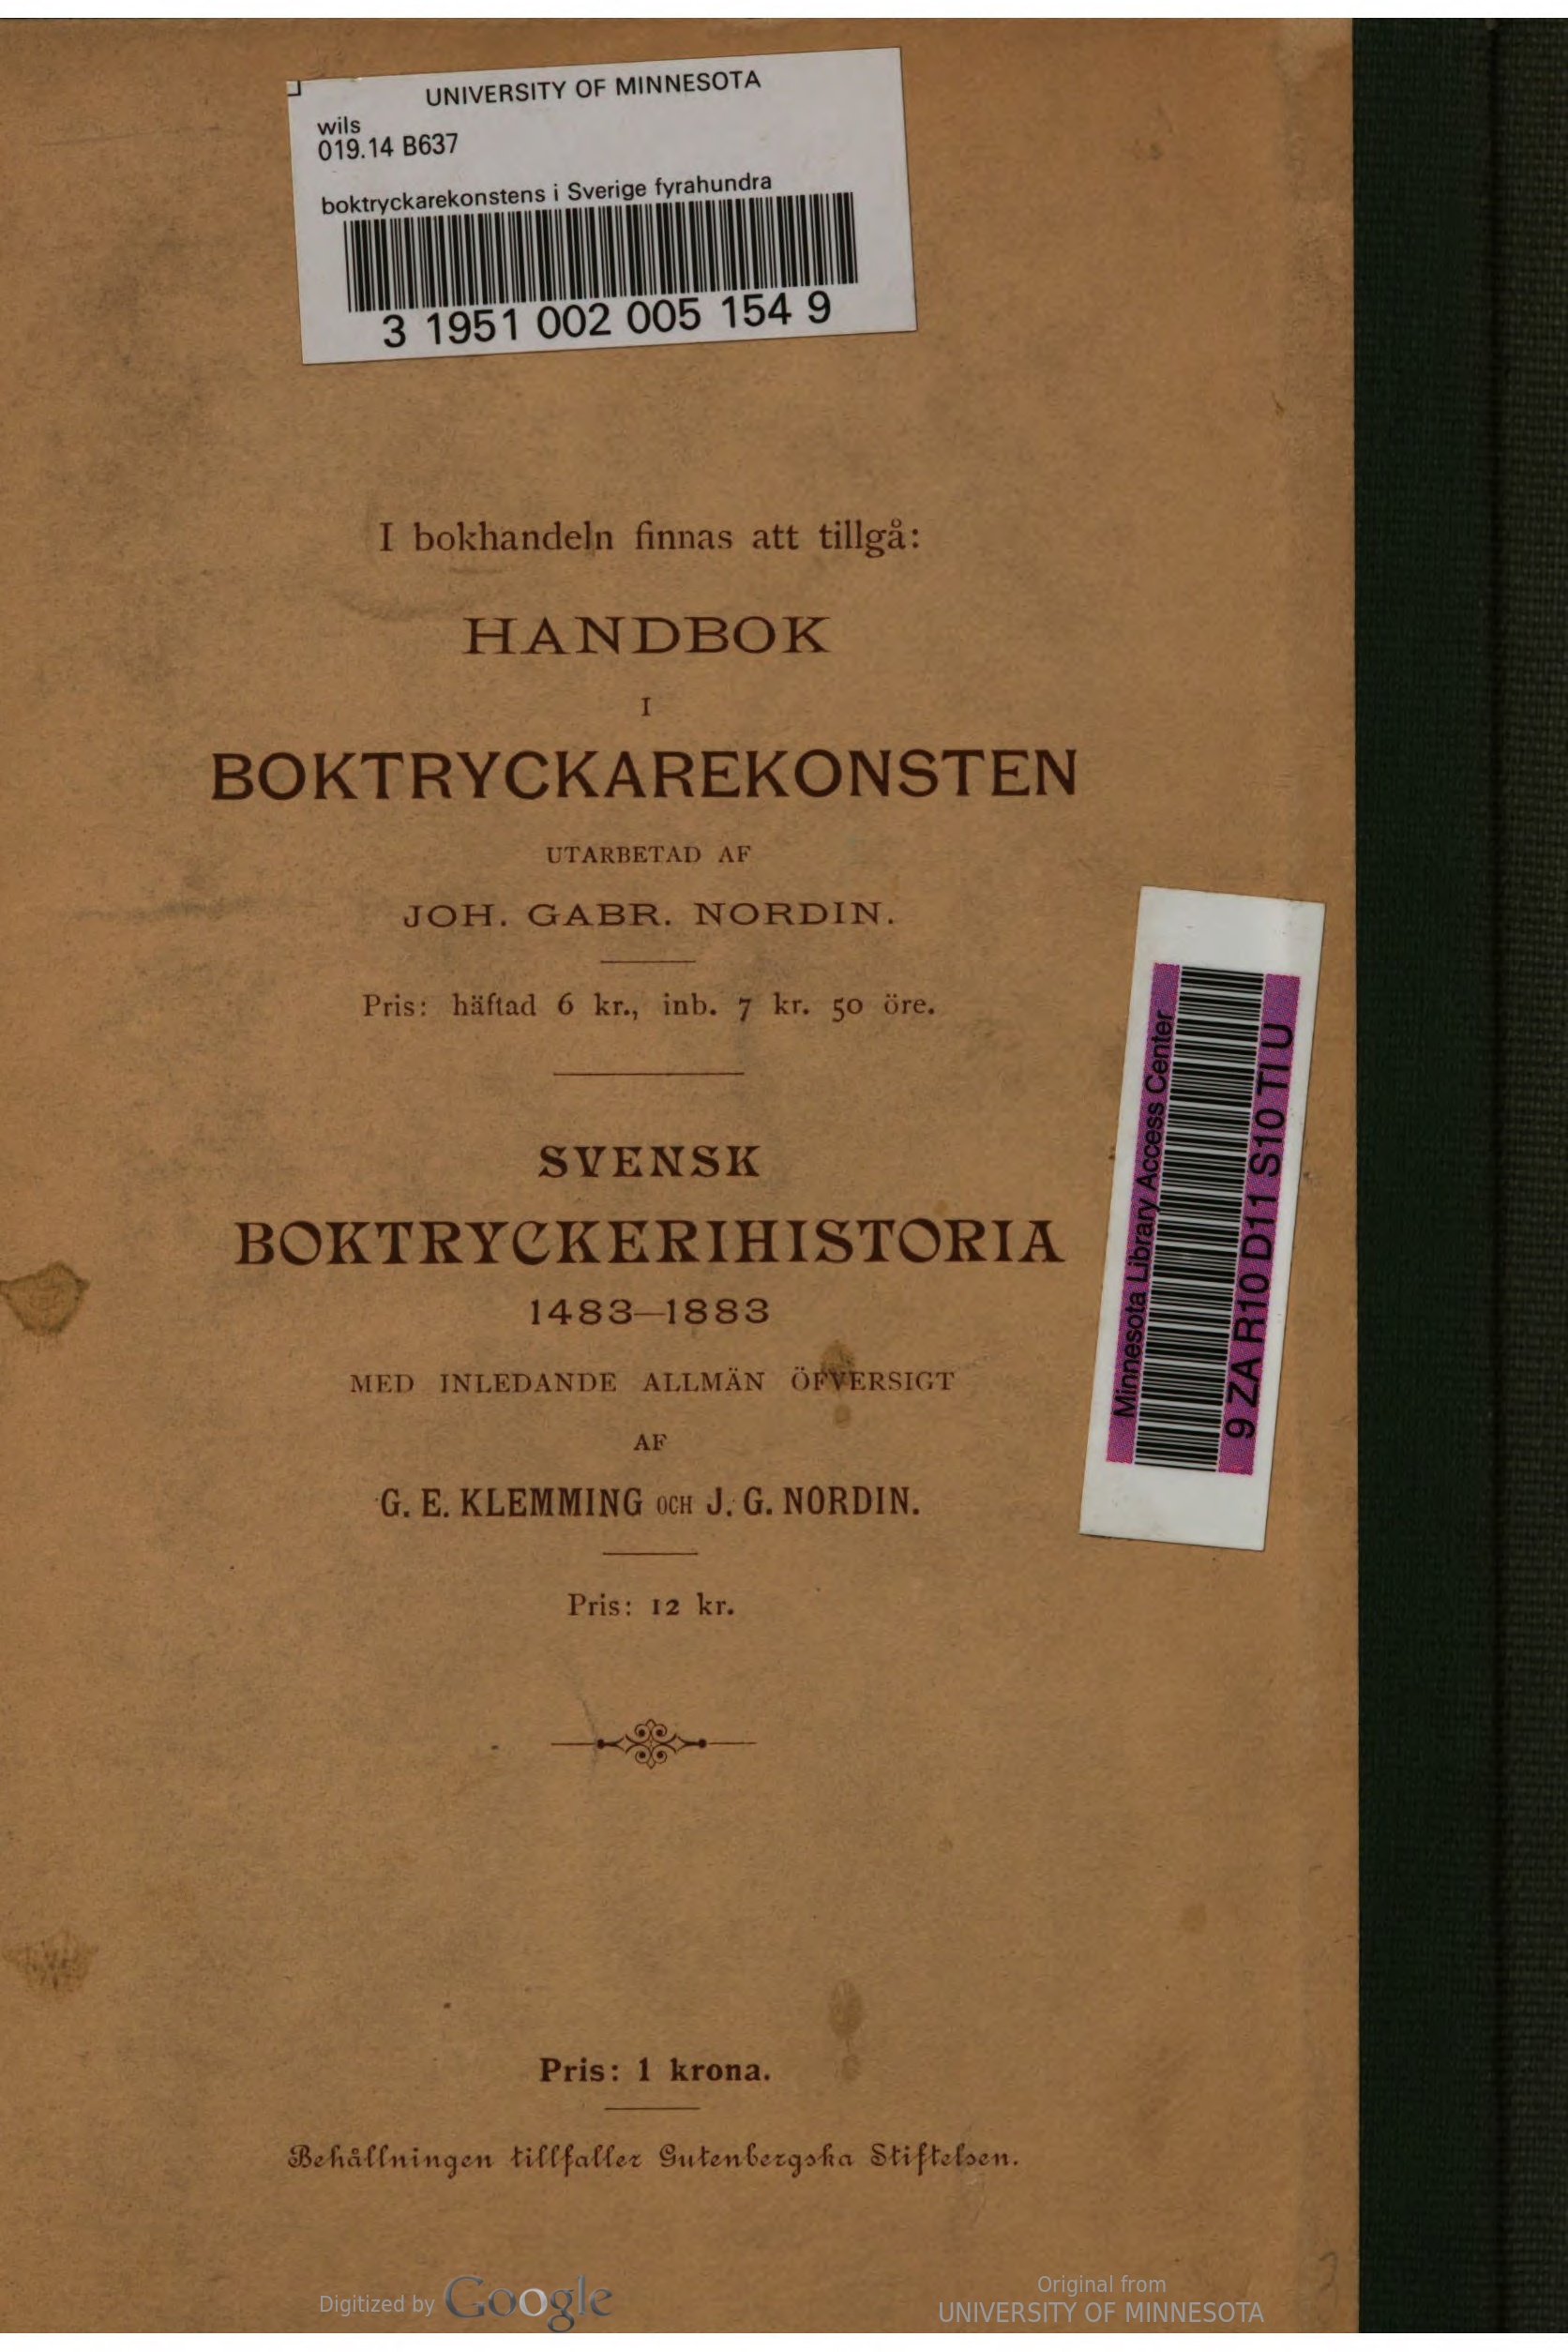 UNIVERSITY OF MINNESOTA
wils
019.14 B637
boktryckarekonstens i Sverige fyrahundra
3 1951 002 005 154 9
I bokhandeln finnas att tillgå:
HANDBOK
I
BOKTRYCKAREKONSTEN
UTARBETAD AF
JOH. GABR. NORDIN.
Pris: häftad 6 kr., inb. 7 kr. 50 öre.
SVENSK
BOKTRYCKERIHISTORIA
1483—1883
MED INLEDANDE ALLMÄN ÖFVERSIGT
AF
G. E. KLEMMING OCH J. G. NORDIN.
Pris: 12 kr.
Minnesota Library Access Center
9 ZA R10 D11 S10 TI U
Pris: 1 krona.
Behållningen tillfaller Gutenbergska Stiftelsen.
Digitized by Google
Original from
UNIVERSITY OF MINNESOTA